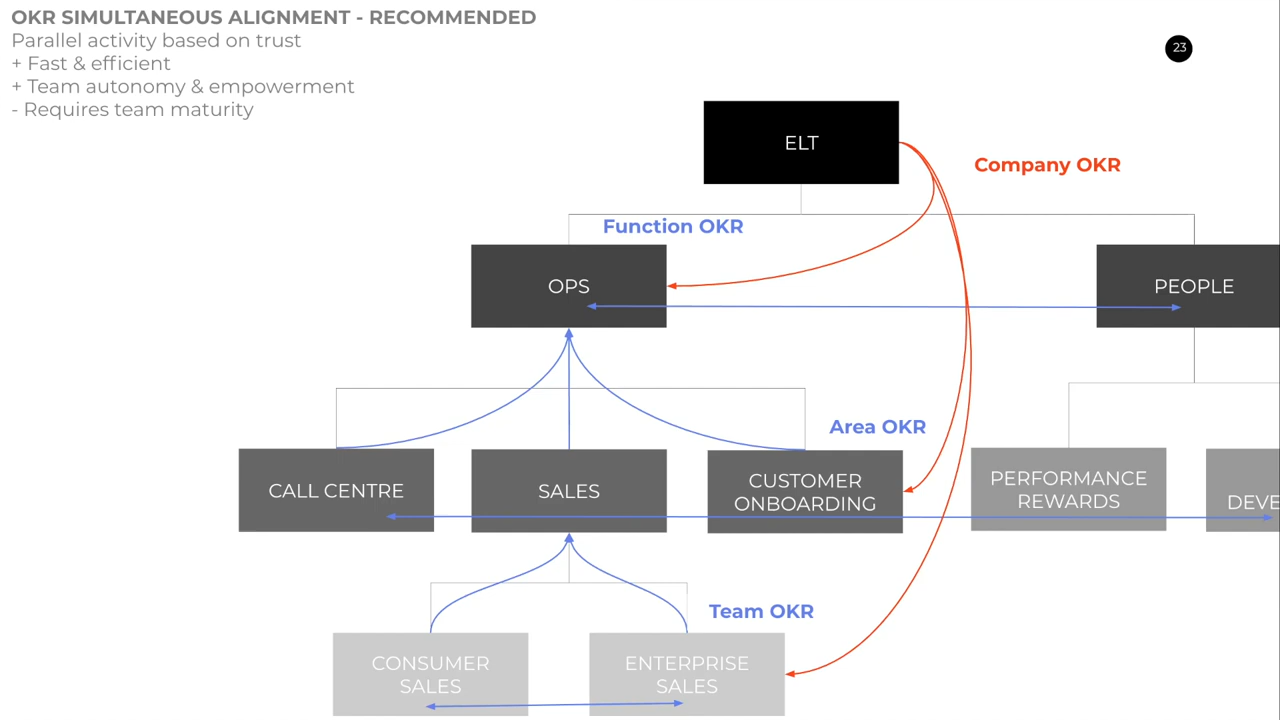 OKR SIMULTANEOUS ALIGNMENT - RECOMMENDED
Parallel activity based on trust
+ Fast & efficient
+ Team autonomy & empowerment
- Requires team maturity
23
ELT
Company OKR
Function OKR
OPS
PEOPLE
Area OKR
CALL CENTRE
SALES
CUSTOMER
ONBOARDING
PERFORMANCE
REWARDS
DEVE
Team OKR
CONSUMER
SALES
ENTERPRISE
SALES